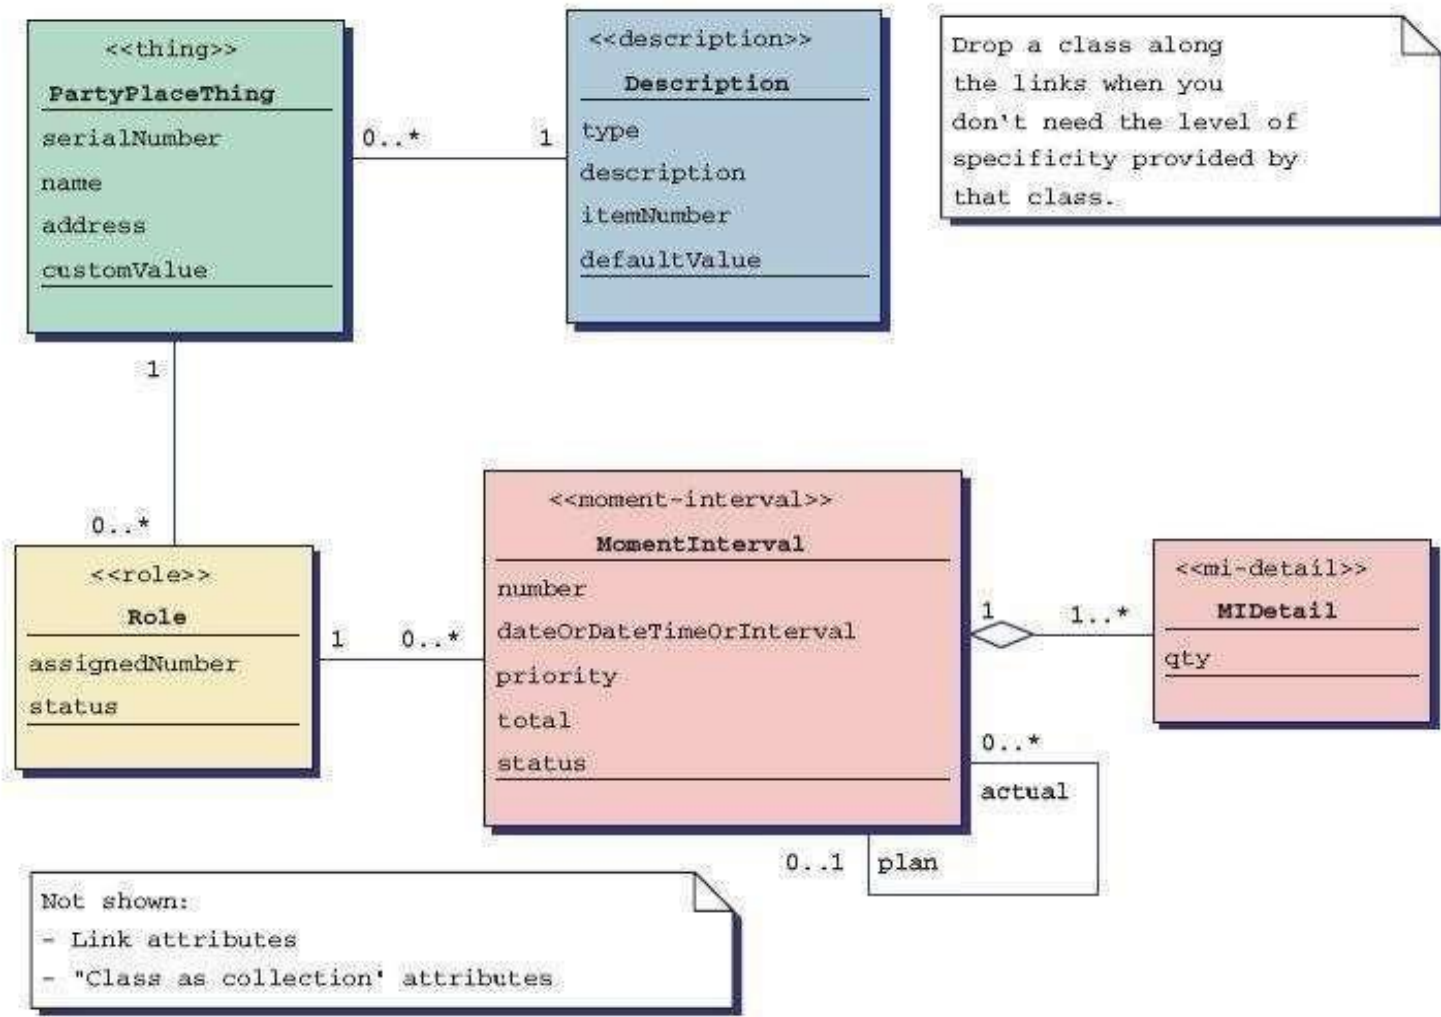 <<thing>>
PartyPlaceThing
serialNumber
name
address
customValue
0..*
1
<<description>>
Description
type
description
itemNumber
defaultValue
Drop a class along
the links when you
don't need the level of
specificity provided by
that class.
1
0..*
<<role>>
Role
assignedNumber
status
1
0..*
<<moment-interval>>
MomentInterval
number
dateOrDateTimeOrInterval
priority
total
status
1
1..*
<<mi-detail>>
MIDetail
qty
0..*
actual
0..1
plan
Not shown:
- Link attributes
- "Class as collection' attributes